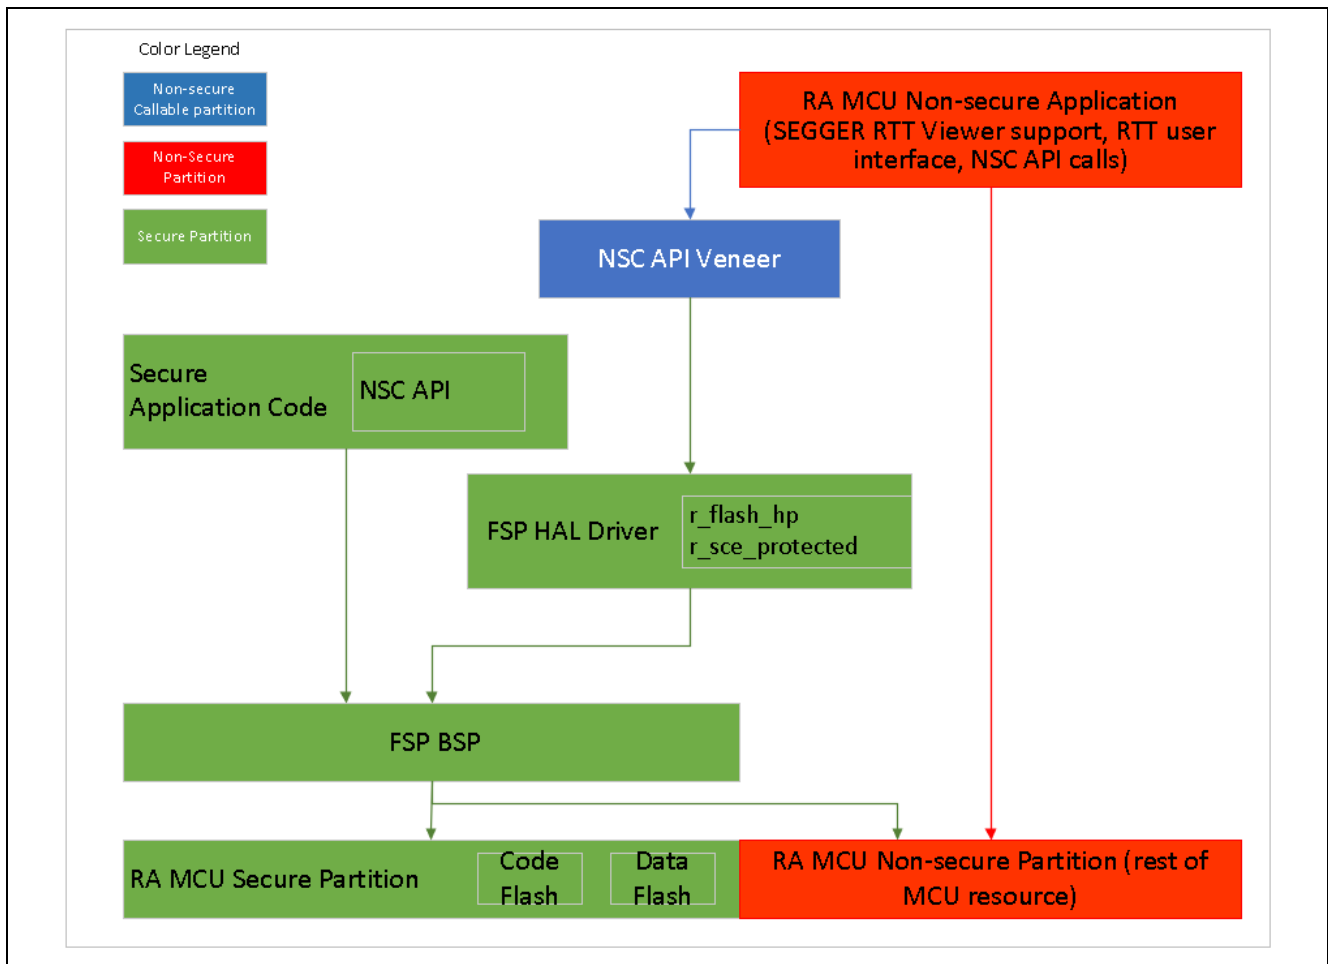 Color Legend
Non-secure
Callable partition
Non-Secure
Partition
Secure Partition
RA MCU Non-secure Application
(SEGGER RTT Viewer support, RTT user
interface, NSC API calls)
NSC API Veneer
Secure
Application Code
NSC API
FSP HAL Driver
r_flash_hp
r_sce_protected
FSP BSP
RA MCU Secure Partition
Code
Flash
Data
Flash
RA MCU Non-secure Partition (rest of
MCU resource)